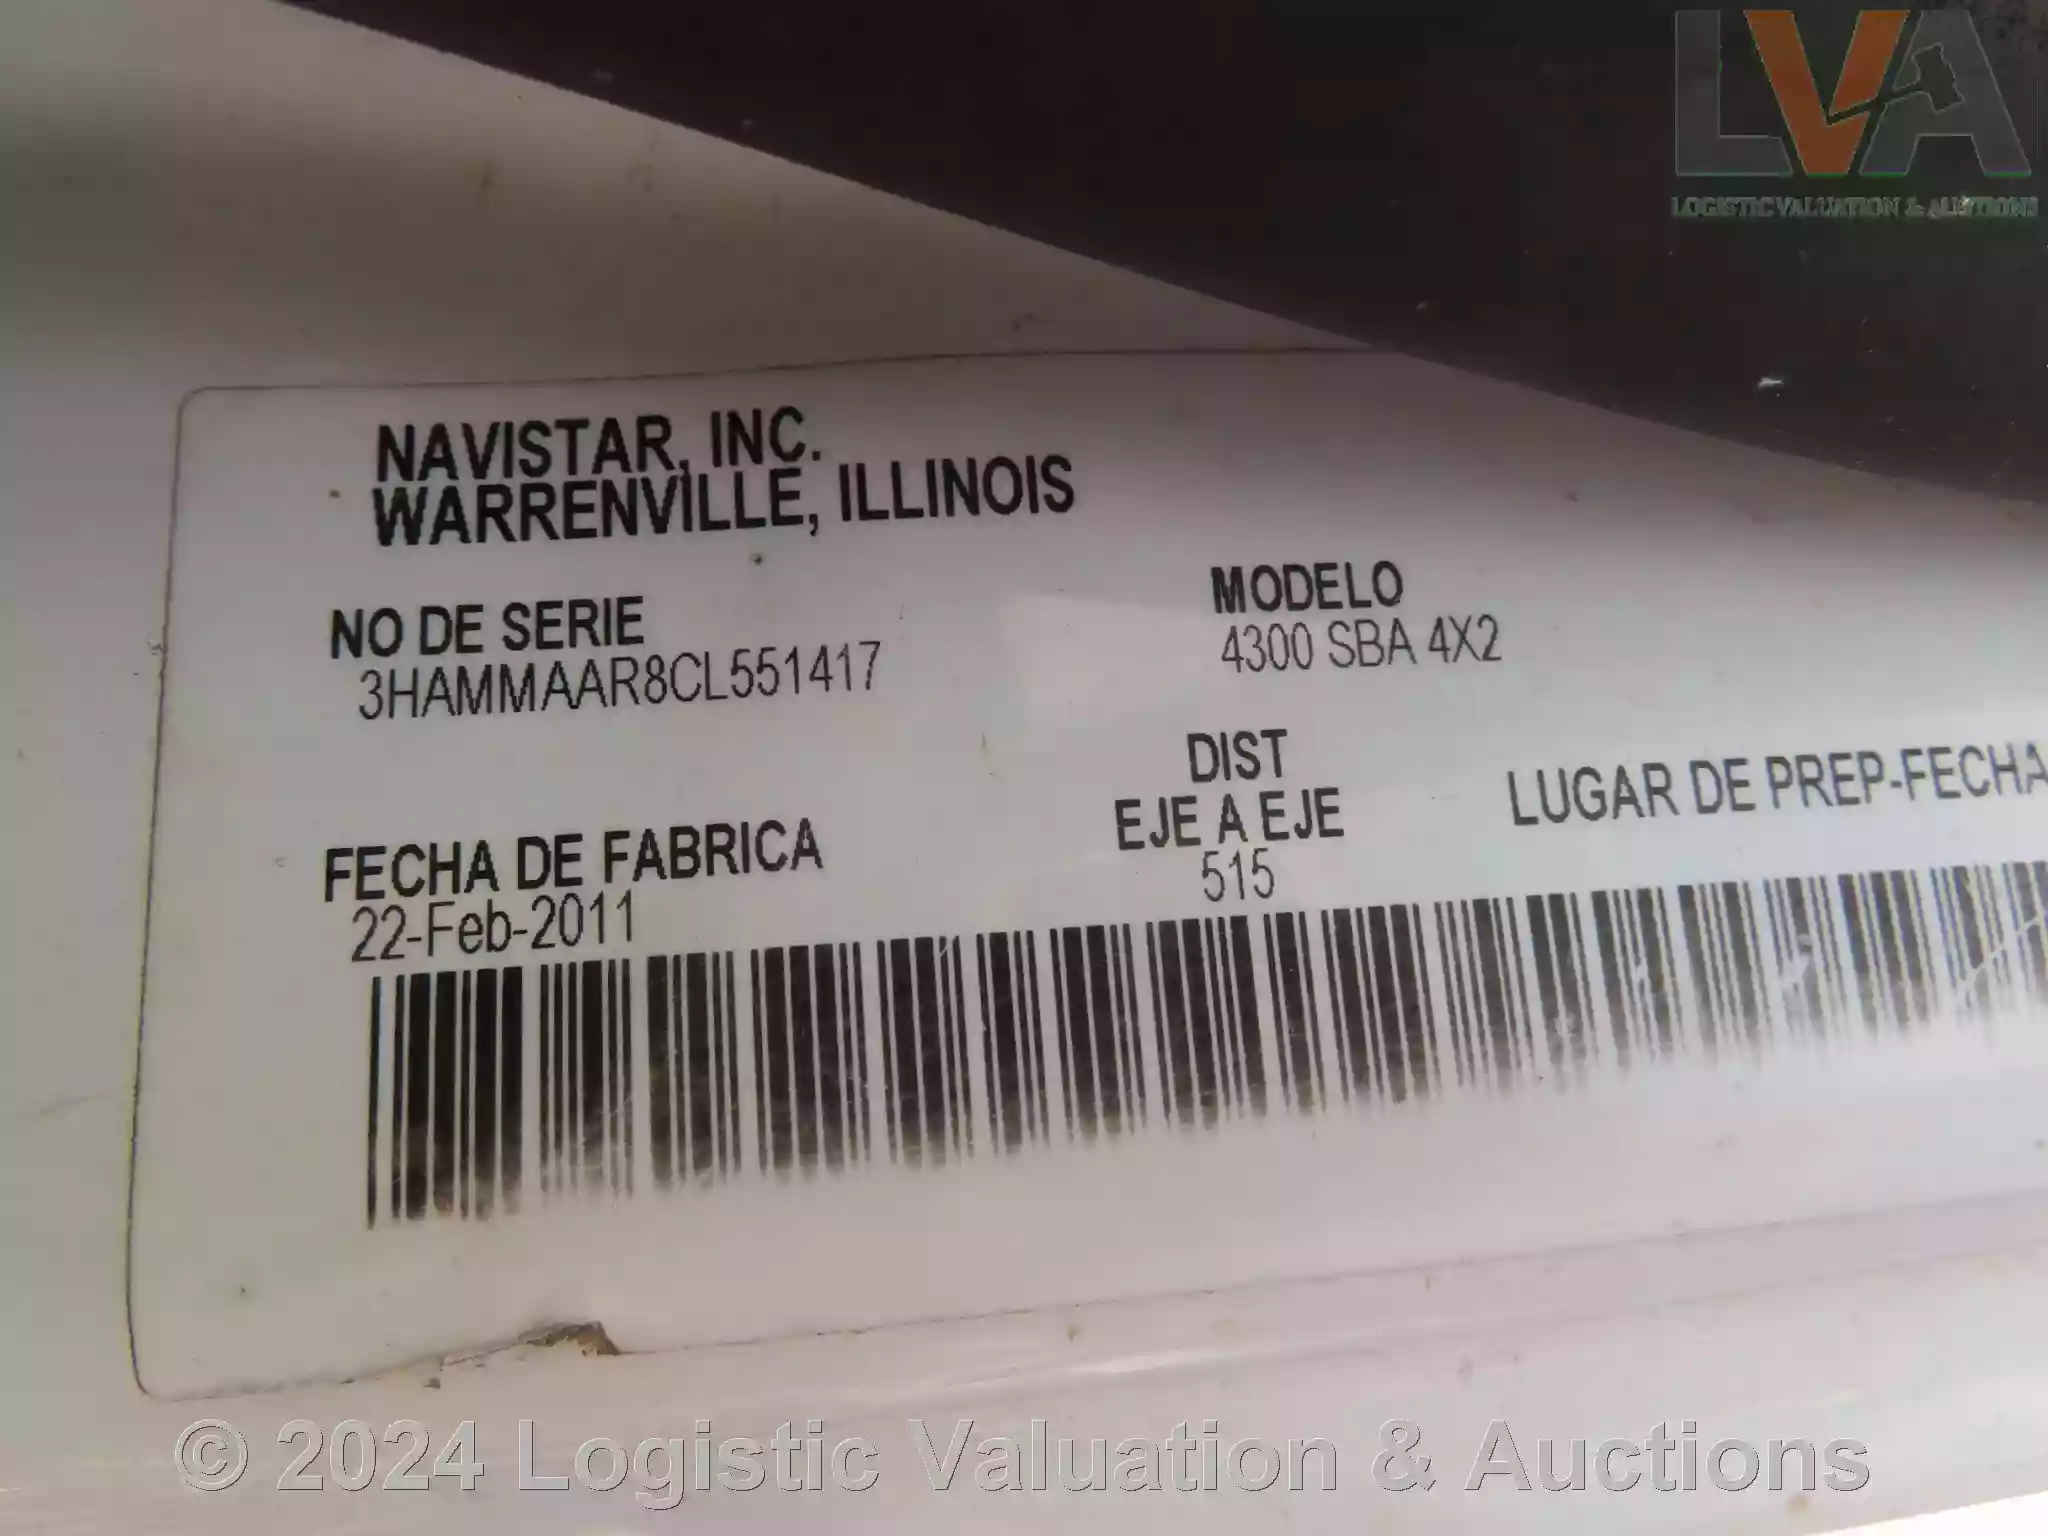 LVA
LOGISTIC VALUATION & AUCTIONS
NAVISTAR, INC.
WARRENVILLE, ILLINOIS
NO DE SERIE
3HAMMAAR8CL551417
MODELO
4300 SBA 4X2
FECHA DE FABRICA
22-Feb-2011
DIST
EJE A EJE
515
LUGAR DE PREP-FECHA
© 2024 Logistic Valuation & Auctions